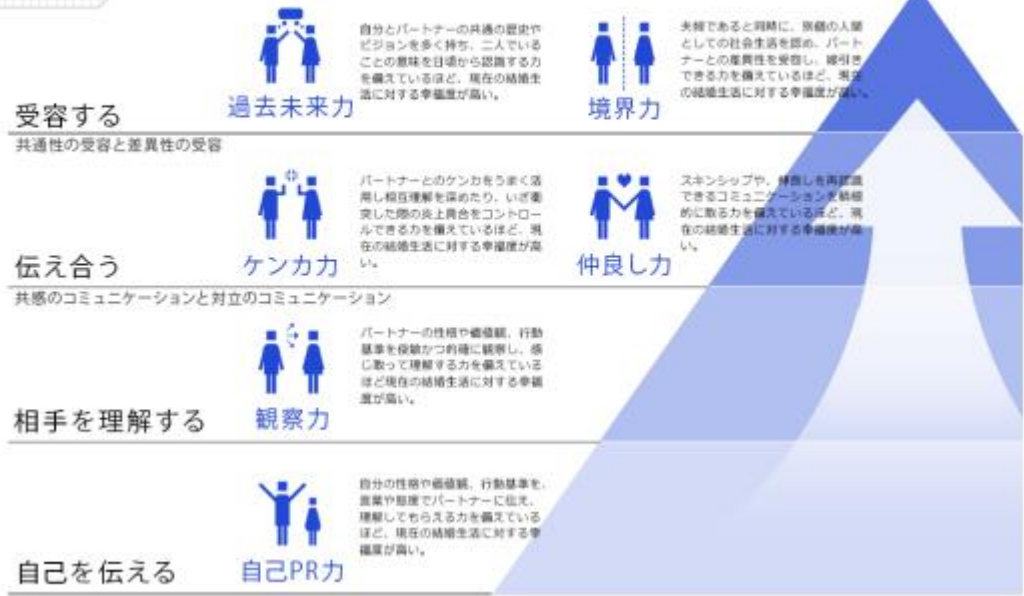 自分とパートナーの共通の歴史や
ビジョンを多く持ち、二人でいる
ことの意味を日頃から認識する力
を備えているほど、現在の結婚生
活に対する幸福度が高い。
過去未来力
夫婦であると同時に、別個の人間
としての社会生活を認め、パート
ナーとの差異性を受容し、線引き
できる力を備えているほど、現在
の結婚生活に対する幸福度が高い。
境界力
受容する
共通性の受容と差異性の受容
パートナーとのケンカをうまく活
用し相互理解を深めたり、いざ衝
突した際の炎上具合をコントロー
ルできる力を備えているほど、現
在の結婚生活に対する幸福度が高
い。
ケンカ力
スキンシップや、仲良しを再認識
できるコミュニケーションを積極
的に取る力を備えているほど、現
在の結婚生活に対する幸福度が高
い。
仲良し力
伝え合う
共感のコミュニケーションと対立のコミュニケーション
パートナーの性格や価値観、行動
基準を俊敏かつ的確に観察し、感
じ取って理解する力を備えている
ほど現在の結婚生活に対する幸福
度が高い。
観察力
相手を理解する
自分の性格や価値観、行動基準を、
言葉や態度でパートナーに伝え、
理解してもらえる力を備えている
ほど、現在の結婚生活に対する幸
福度が高い。
自己PR力
自己を伝える